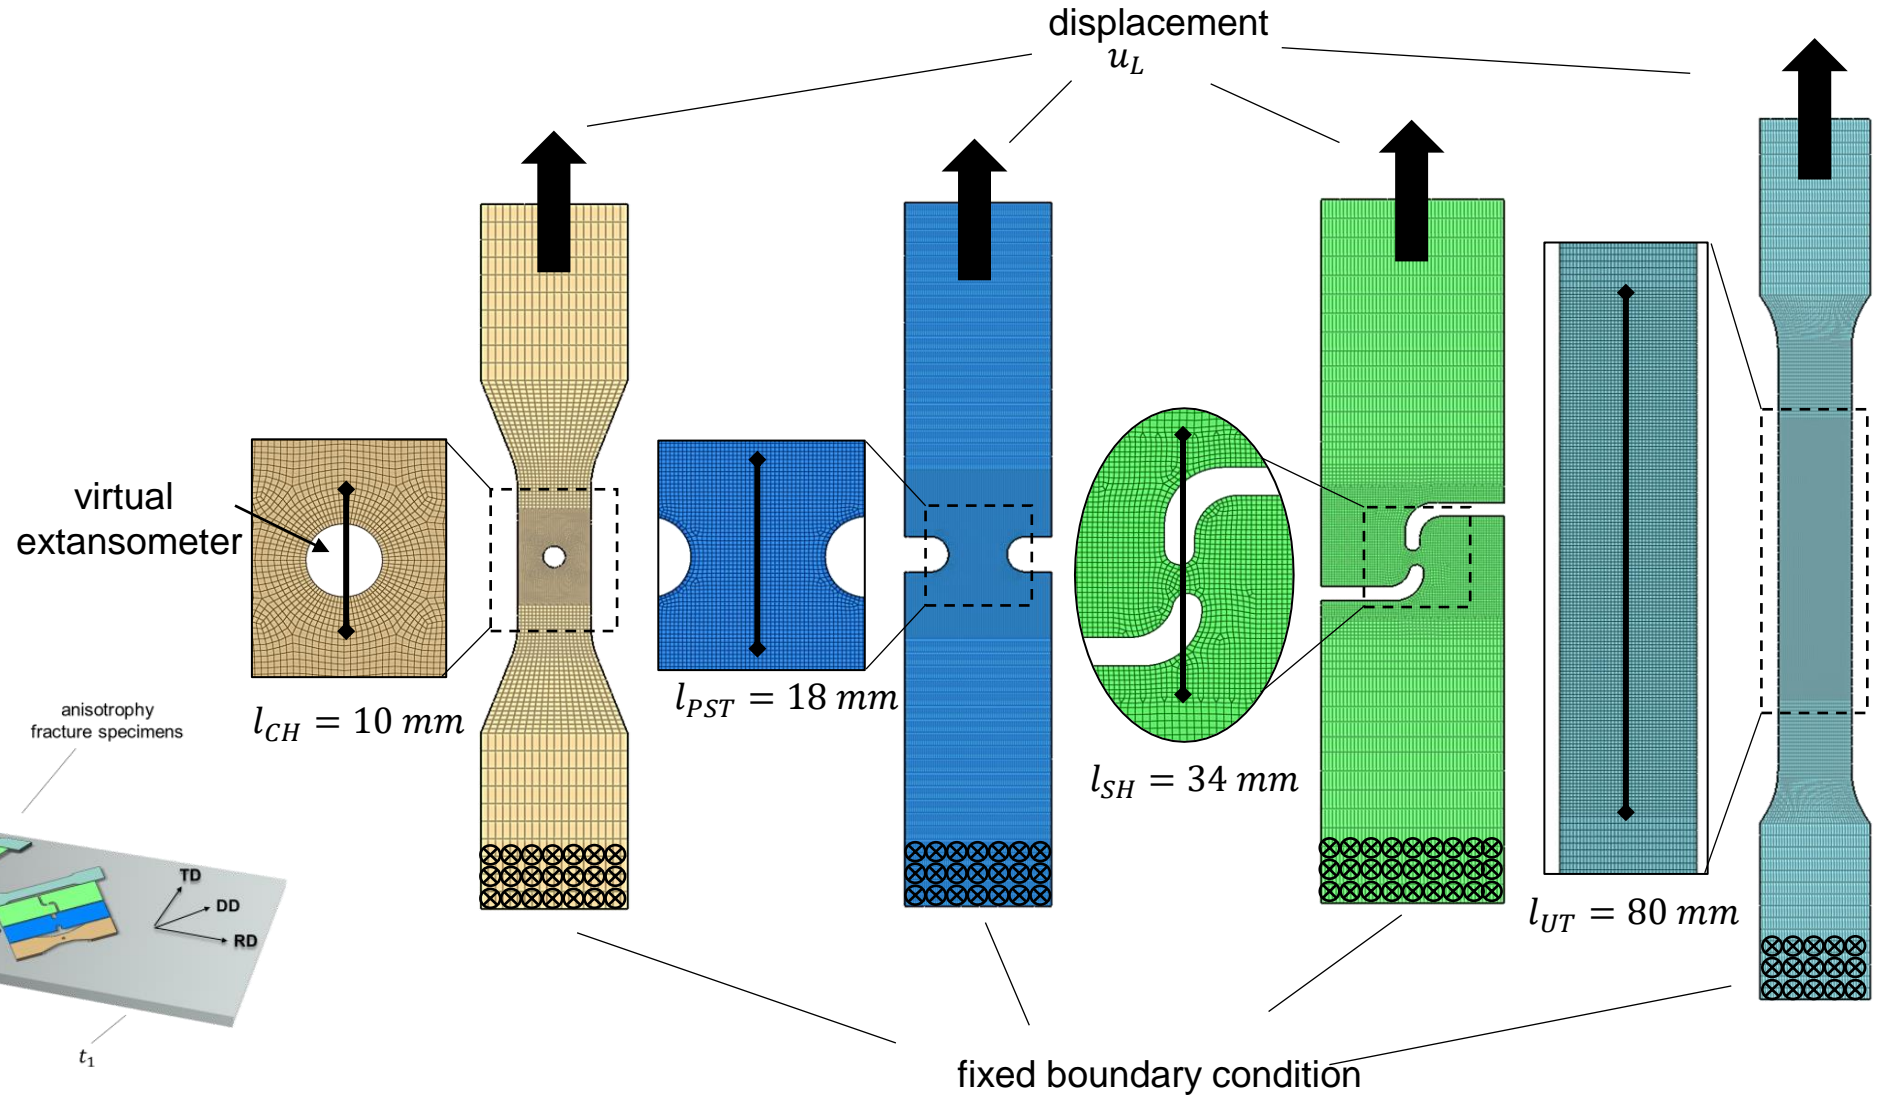 displacement
u_L
virtual
extansometer
l_CH = 10 mm
l_PST = 18 mm
l_SH = 34 mm
l_UT = 80 mm
anisotropy
fracture specimens
TD
DD
RD
t_1
fixed boundary condition